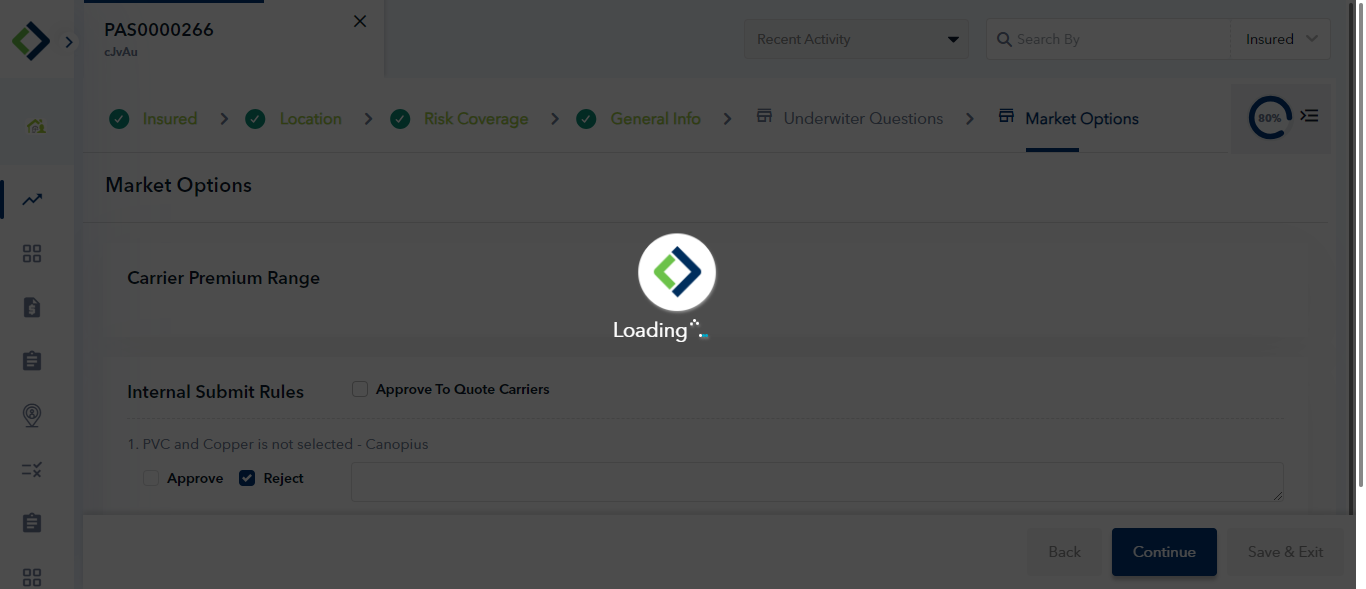 PAS0000266
cJvAu
Recent Activity
Search By
Insured
Insured
Location
Risk Coverage
General Info
Underwiter Questions
Market Options
80%
Market Options
Carrier Premium Range
Loading
Internal Submit Rules
Approve To Quote Carriers
1. PVC and Copper is not selected - Canopius
Approve
Reject
Back
Continue
Save & Exit